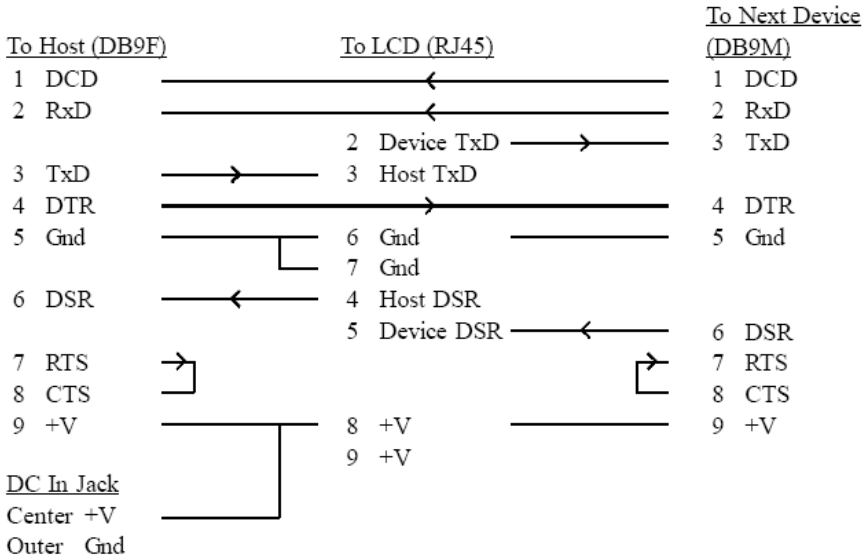 To Next Device
To Host (DB9F) To LCD (RJ45) (DB9M)
1 DCD 1 DCD
2 RxD 2 RxD
2 Device TxD 3 TxD
3 TxD 3 Host TxD
4 DTR 4 DTR
5 Gnd 6 Gnd 5 Gnd
7 Gnd
6 DSR 4 Host DSR
5 Device DSR 6 DSR
7 RTS 7 RTS
8 CTS 8 CTS
9 +V 8 +V 9 +V
9 +V
DC In Jack
Center +V
Outer Gnd